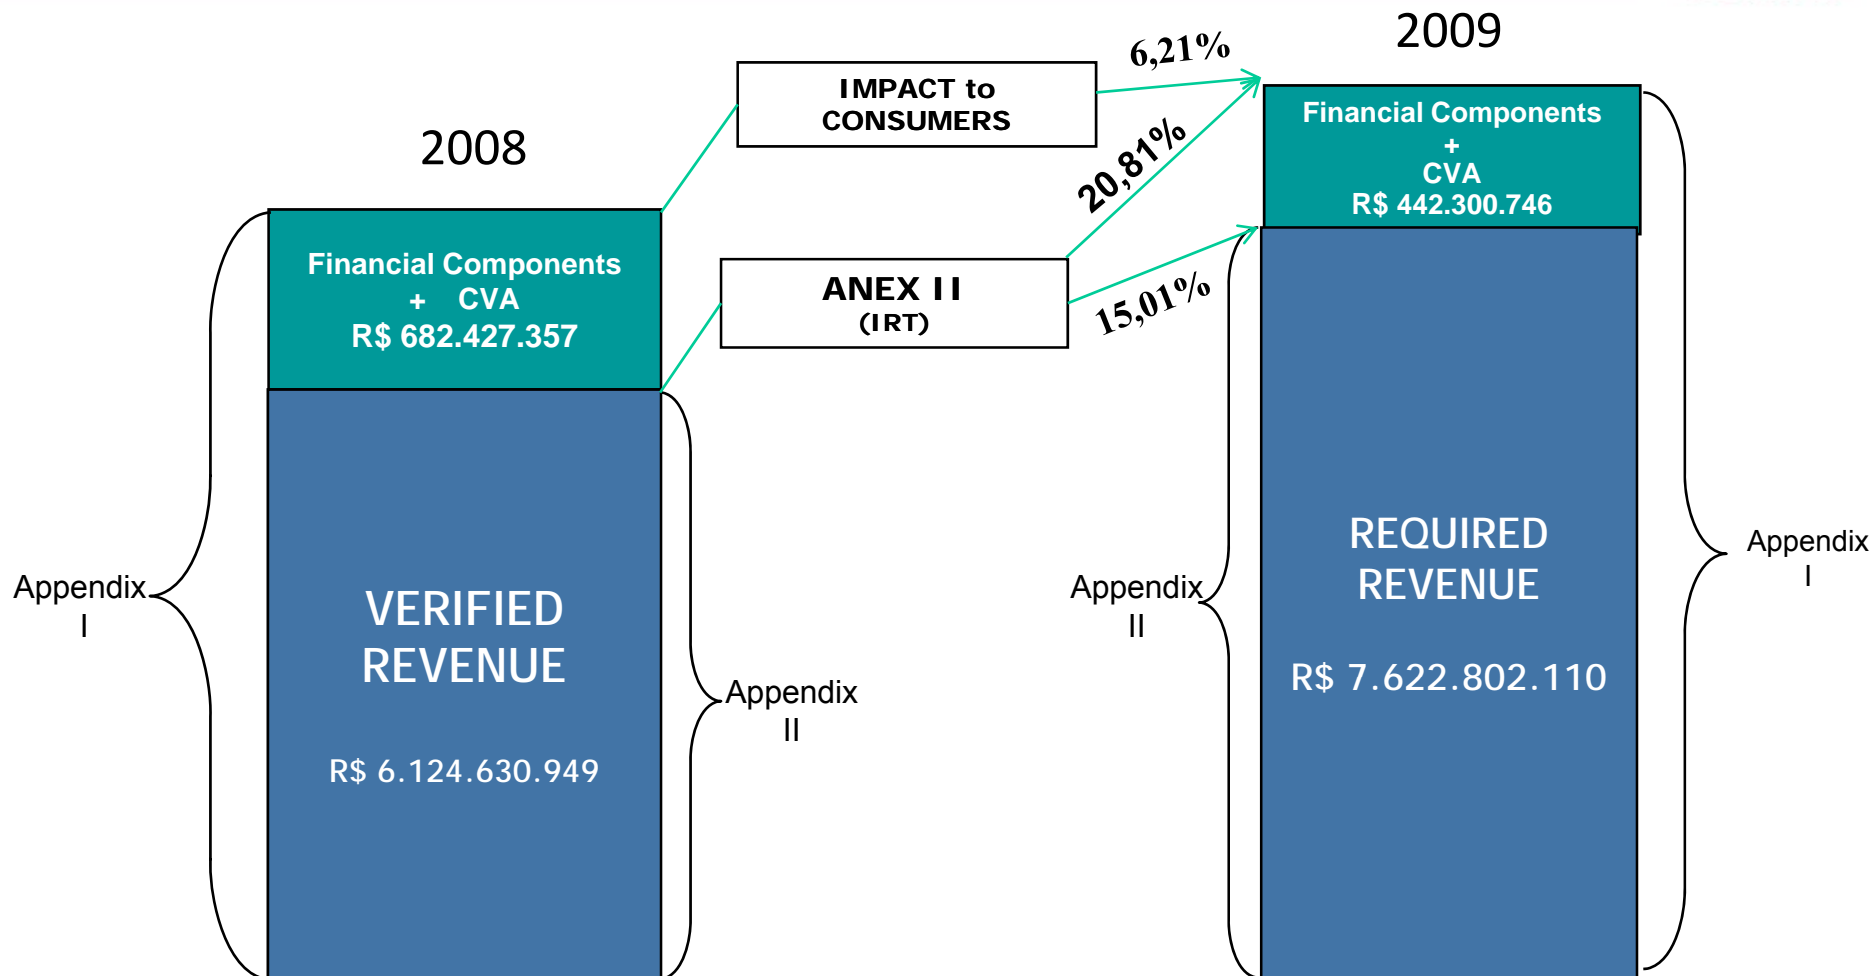 2009
6,21%
IMPACT to
CONSUMERS
2008
20,81%
Financial Components
+
CVA
R$ 442.300.746
Financial Components
+ CVA
R$ 682.427.357
ANEX II
(IRT)
15,01%
REQUIRED
REVENUE
R$ 7.622.802.110
Appendix
I
Appendix
I
VERIFIED
REVENUE
R$ 6.124.630.949
Appendix
II
Appendix
II